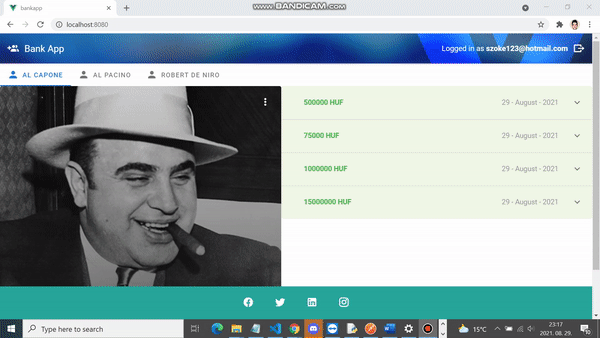 bankapp
www.BANDICAM.com
localhost:8080
Bank App
Logged in as szoke123@hotmail.com
AL CAPONE AL PACINO ROBERT DE NIRO
500000 HUF 29 - August - 2021
75000 HUF 29 - August - 2021
1000000 HUF 29 - August - 2021
15000000 HUF 29 - August - 2021
Type here to search
15°C
23:17
2021. 08. 29.